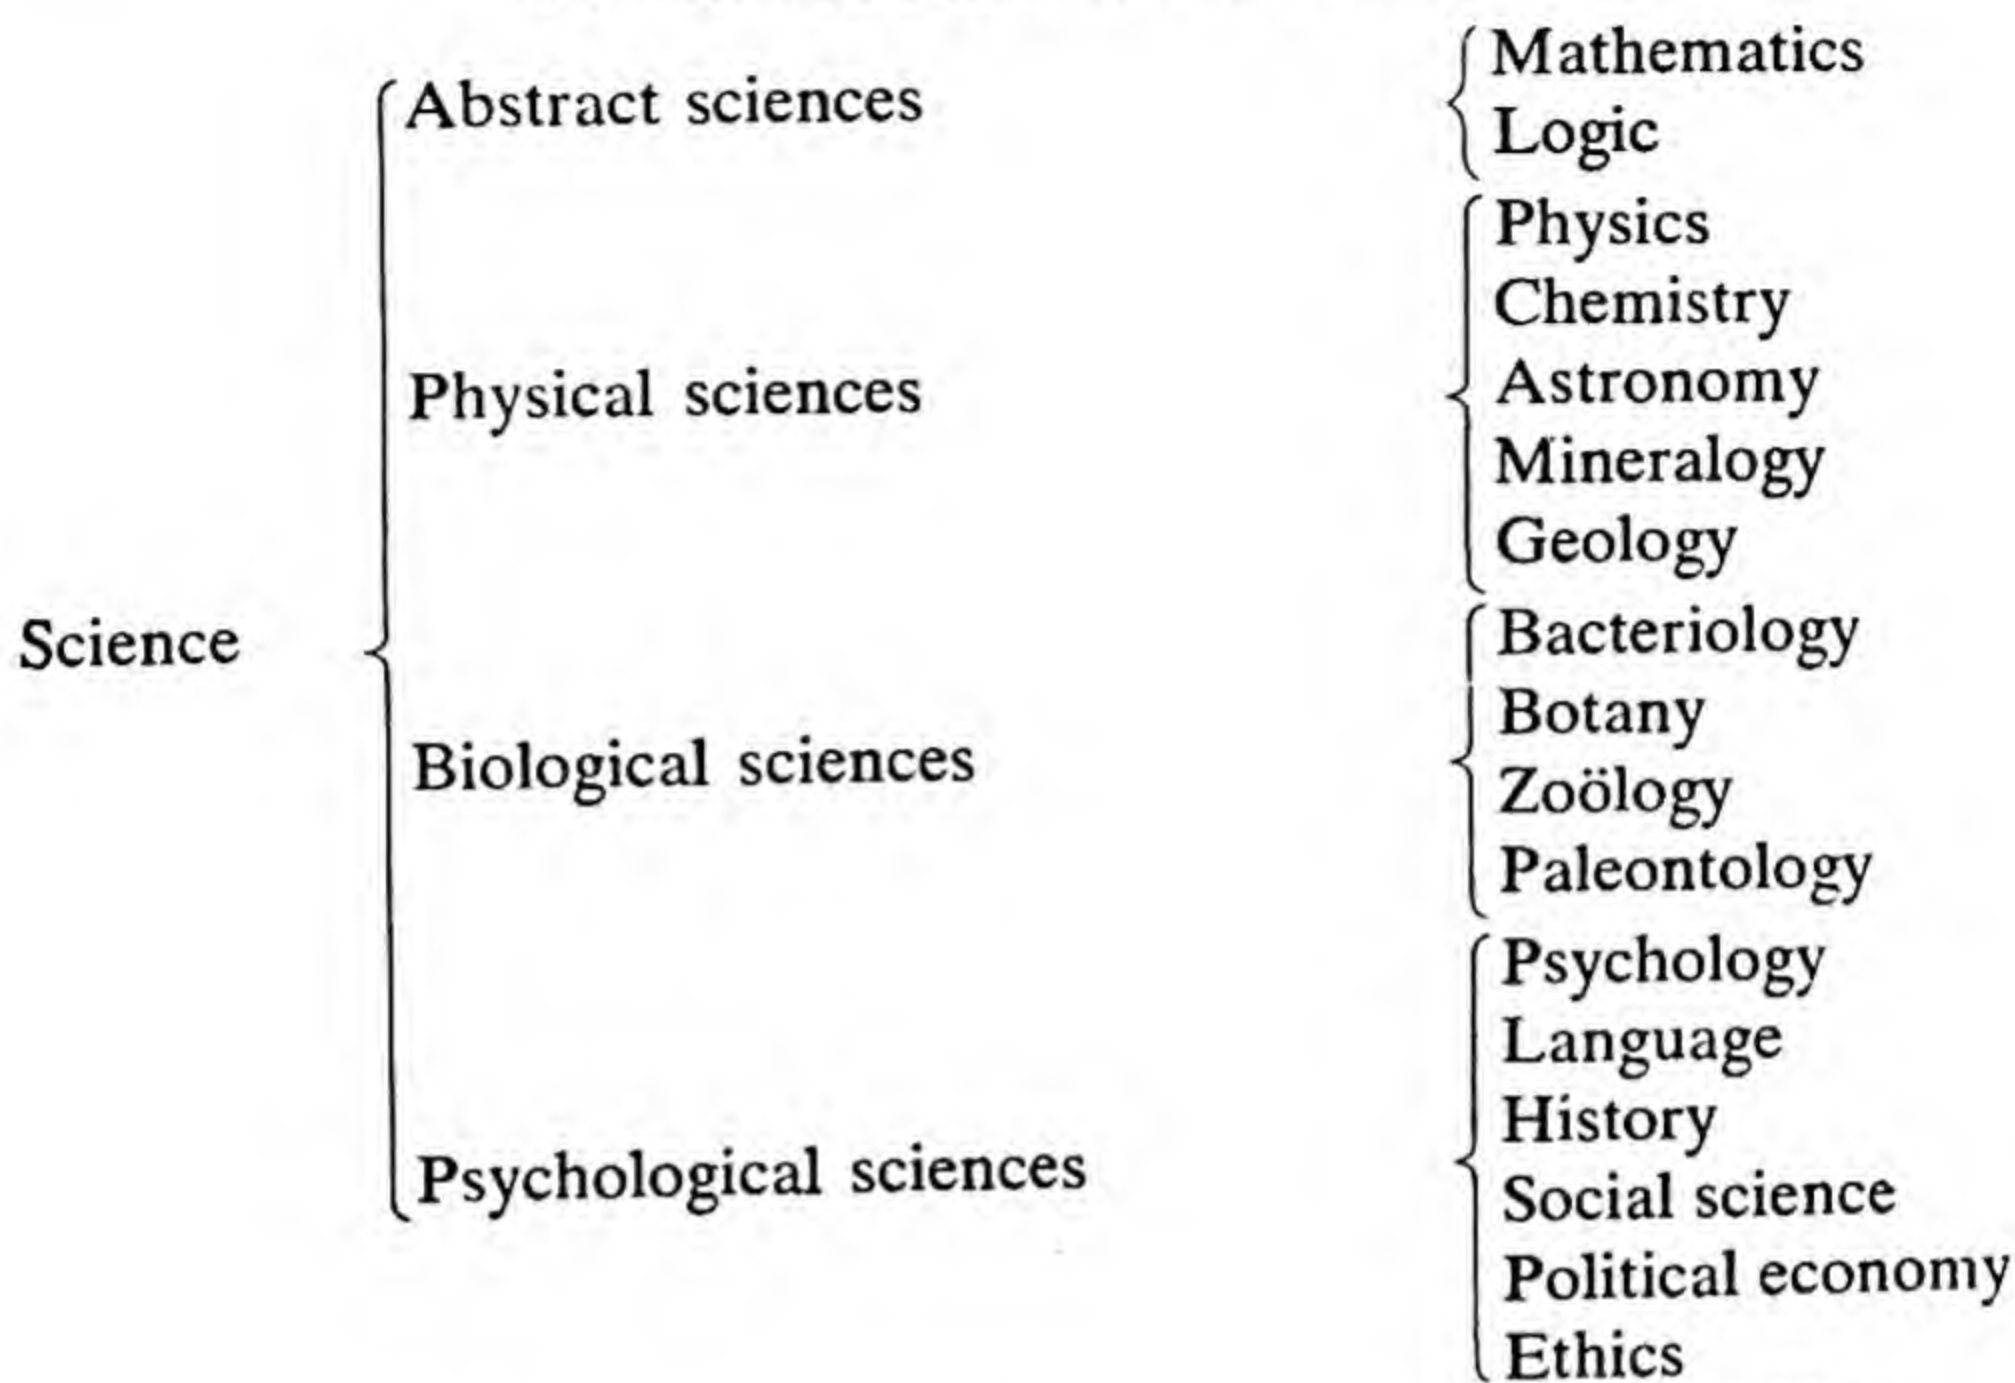 Science
Abstract sciences
Mathematics
Logic
Physical sciences
Physics
Chemistry
Astronomy
Mineralogy
Geology
Biological sciences
Bacteriology
Botany
Zoölogy
Paleontology
Psychological sciences
Psychology
Language
History
Social science
Political economy
Ethics